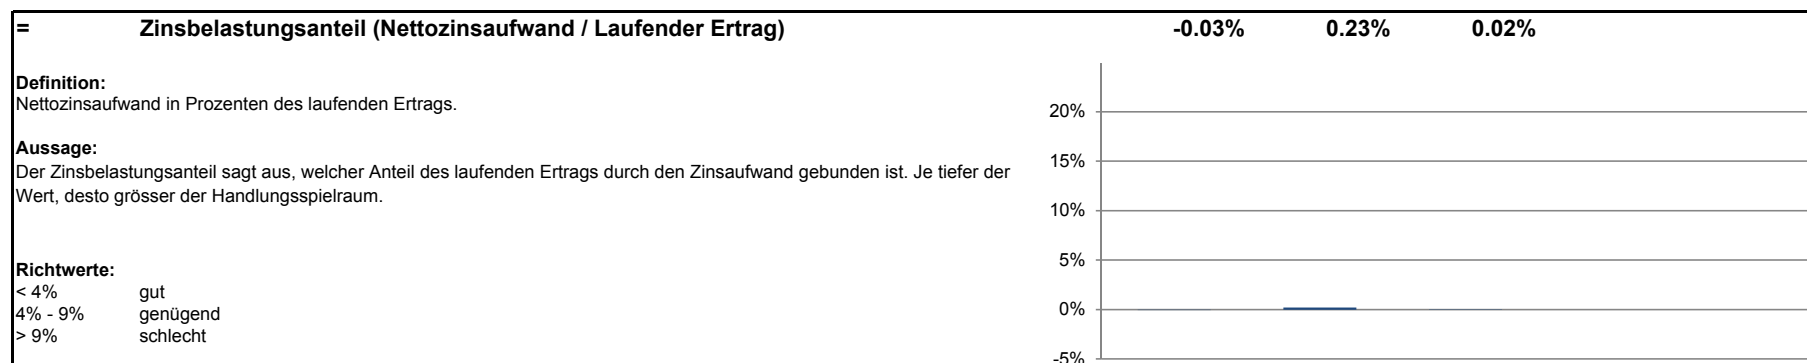 = Zinsbelastungsanteil (Nettozinsaufwand / Laufender Ertrag) -0.03% 0.23% 0.02%
Definition:
Nettozinsaufwand in Prozenten des laufenden Ertrags.
Aussage:
Der Zinsbelastungsanteil sagt aus, welcher Anteil des laufenden Ertrags durch den Zinsaufwand gebunden ist. Je tiefer der
Wert, desto grösser der Handlungsspielraum.
Richtwerte:
< 4% gut
4% - 9% genügend
> 9% schlecht
20%
15%
10%
5%
0%
-5%